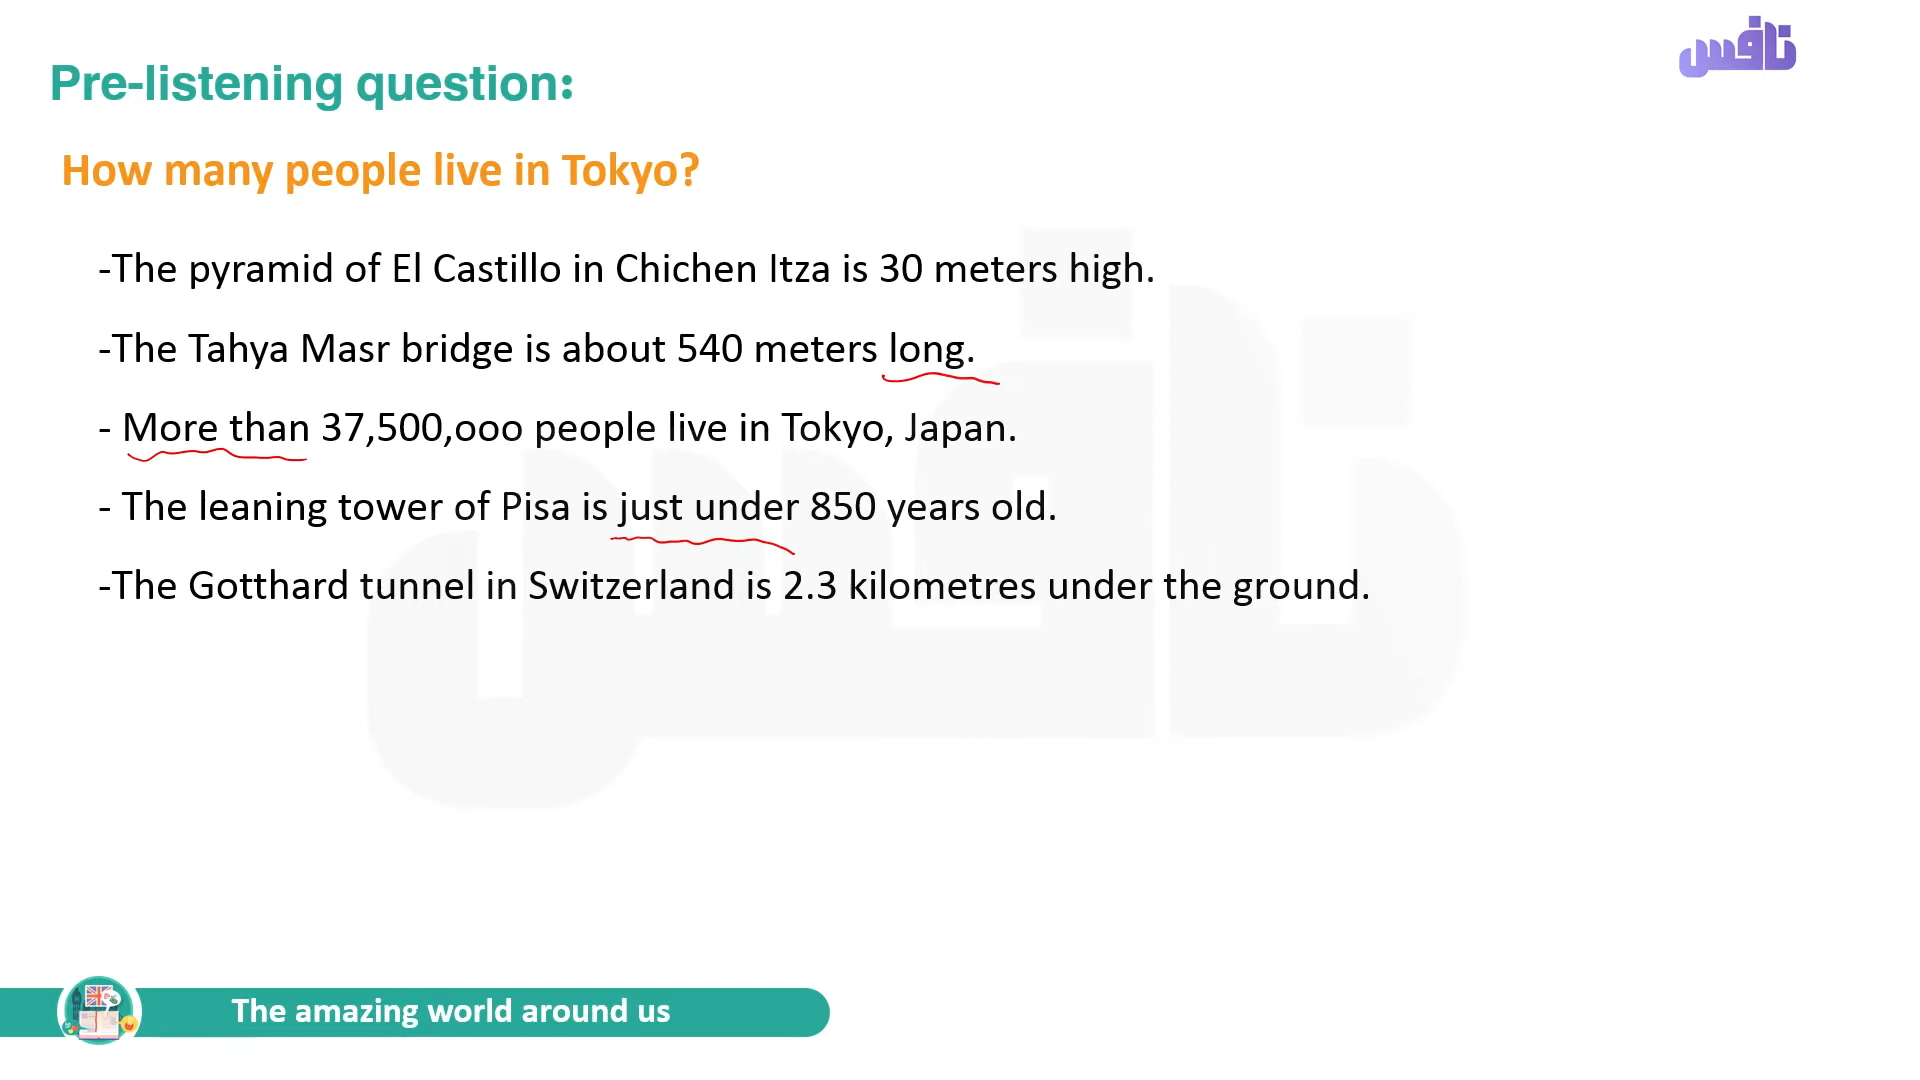 نافس
Pre-listening question:
How many people live in Tokyo?
-The pyramid of El Castillo in Chichen Itza is 30 meters high.
-The Tahya Masr bridge is about 540 meters long.
- More than 37,500,ooo people live in Tokyo, Japan.
- The leaning tower of Pisa is just under 850 years old.
-The Gotthard tunnel in Switzerland is 2.3 kilometres under the ground.
The amazing world around us